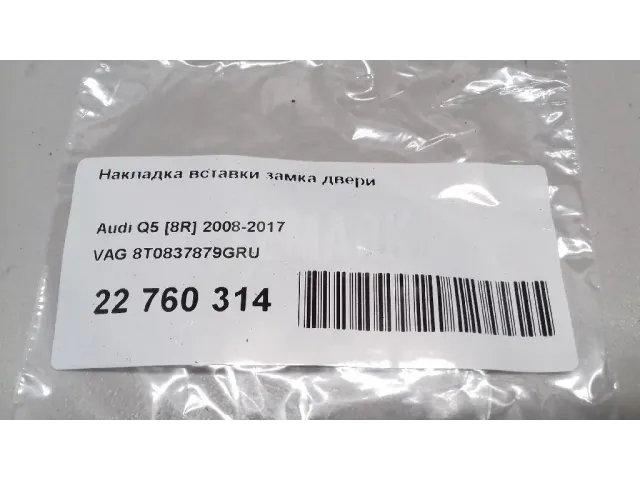 Накладка вставки замка двери
Audi Q5 [8R] 2008-2017
VAG 8T0837879GRU
22 760 314